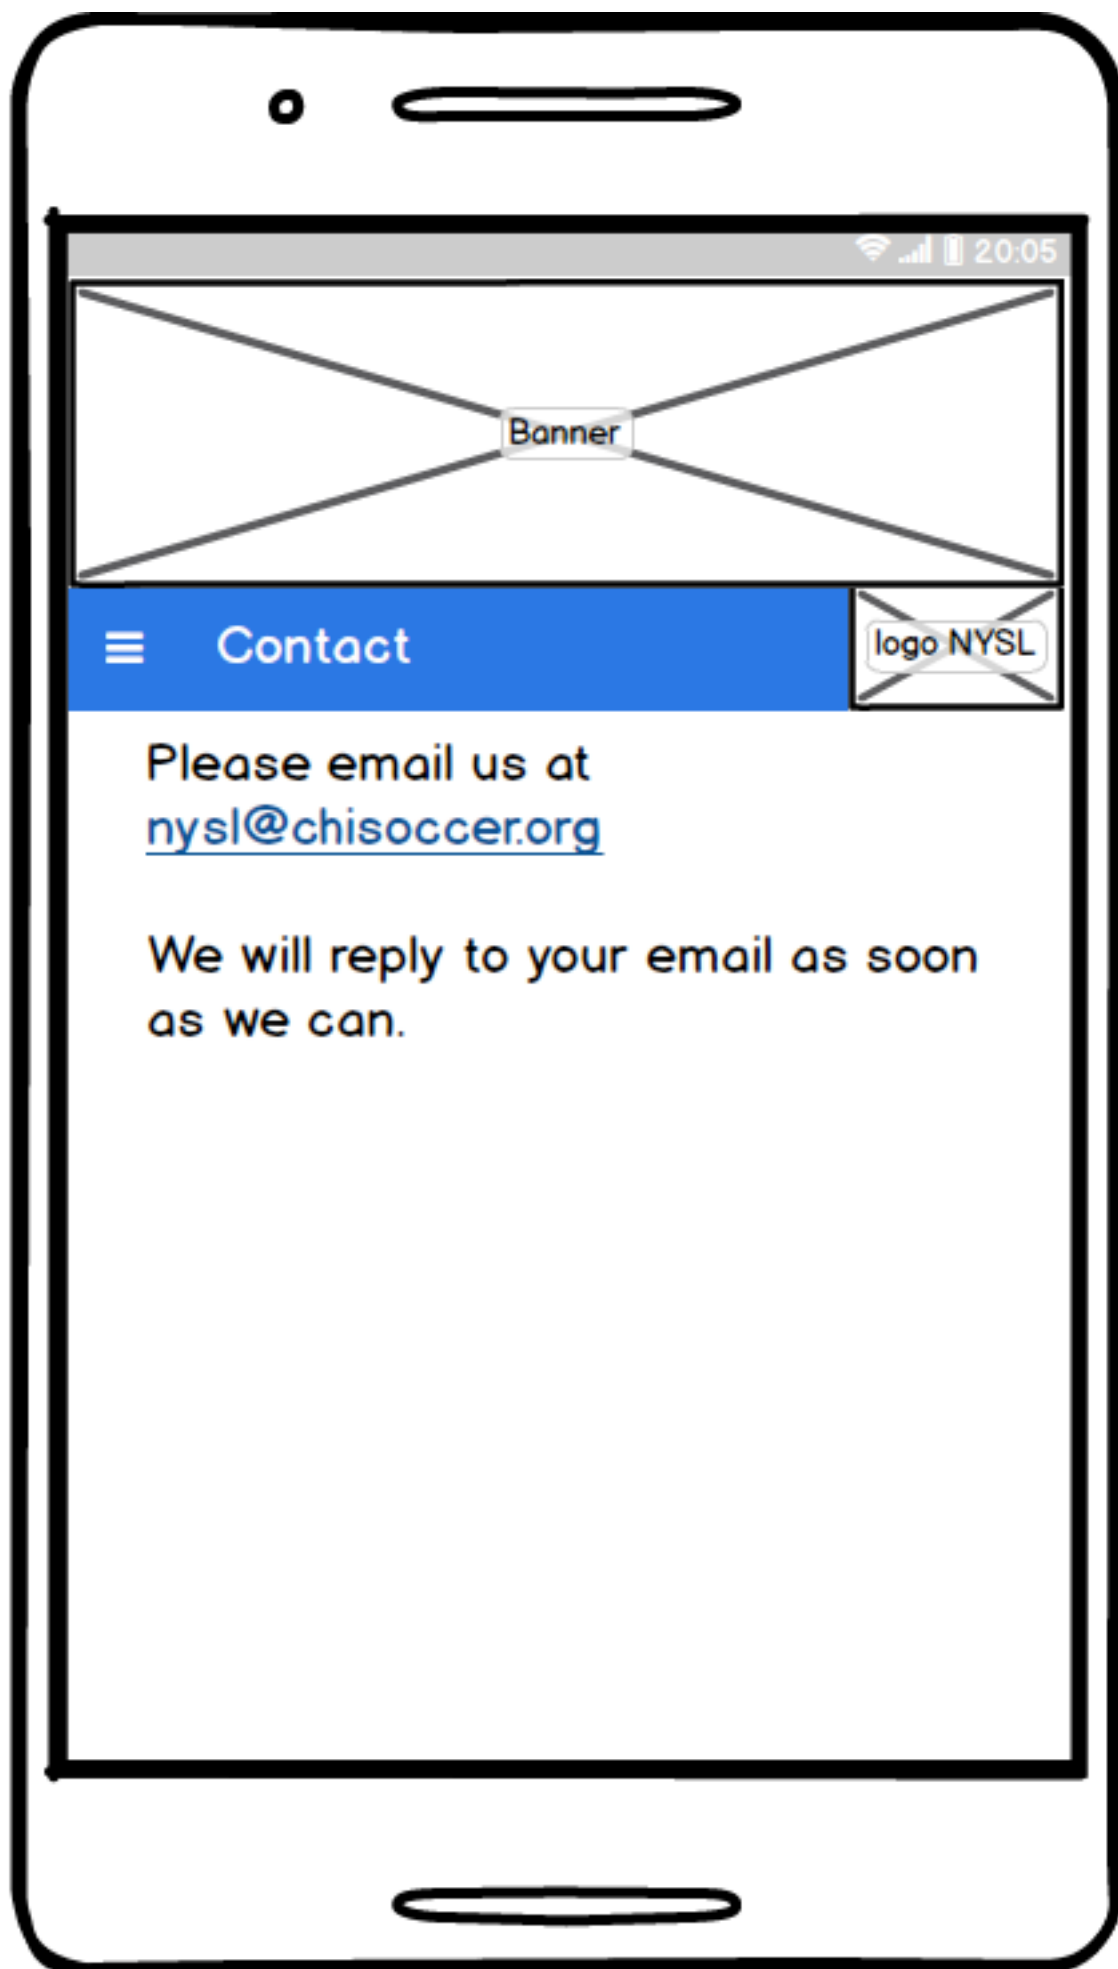 20:05
Banner
Contact
logo NYSL
Please email us at
nysl@chisoccer.org
We will reply to your email as soon
as we can.